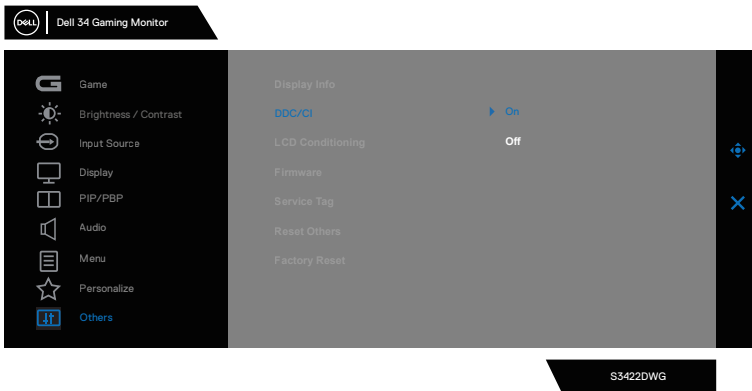 DELL
Dell 34 Gaming Monitor
Game
Brightness / Contrast
Input Source
Display
PIP/PBP
Audio
Menu
Personalize
Others
Display Info
DDC/CI
On
LCD Conditioning
Off
Firmware
Service Tag
Reset Others
Factory Reset
S3422DWG